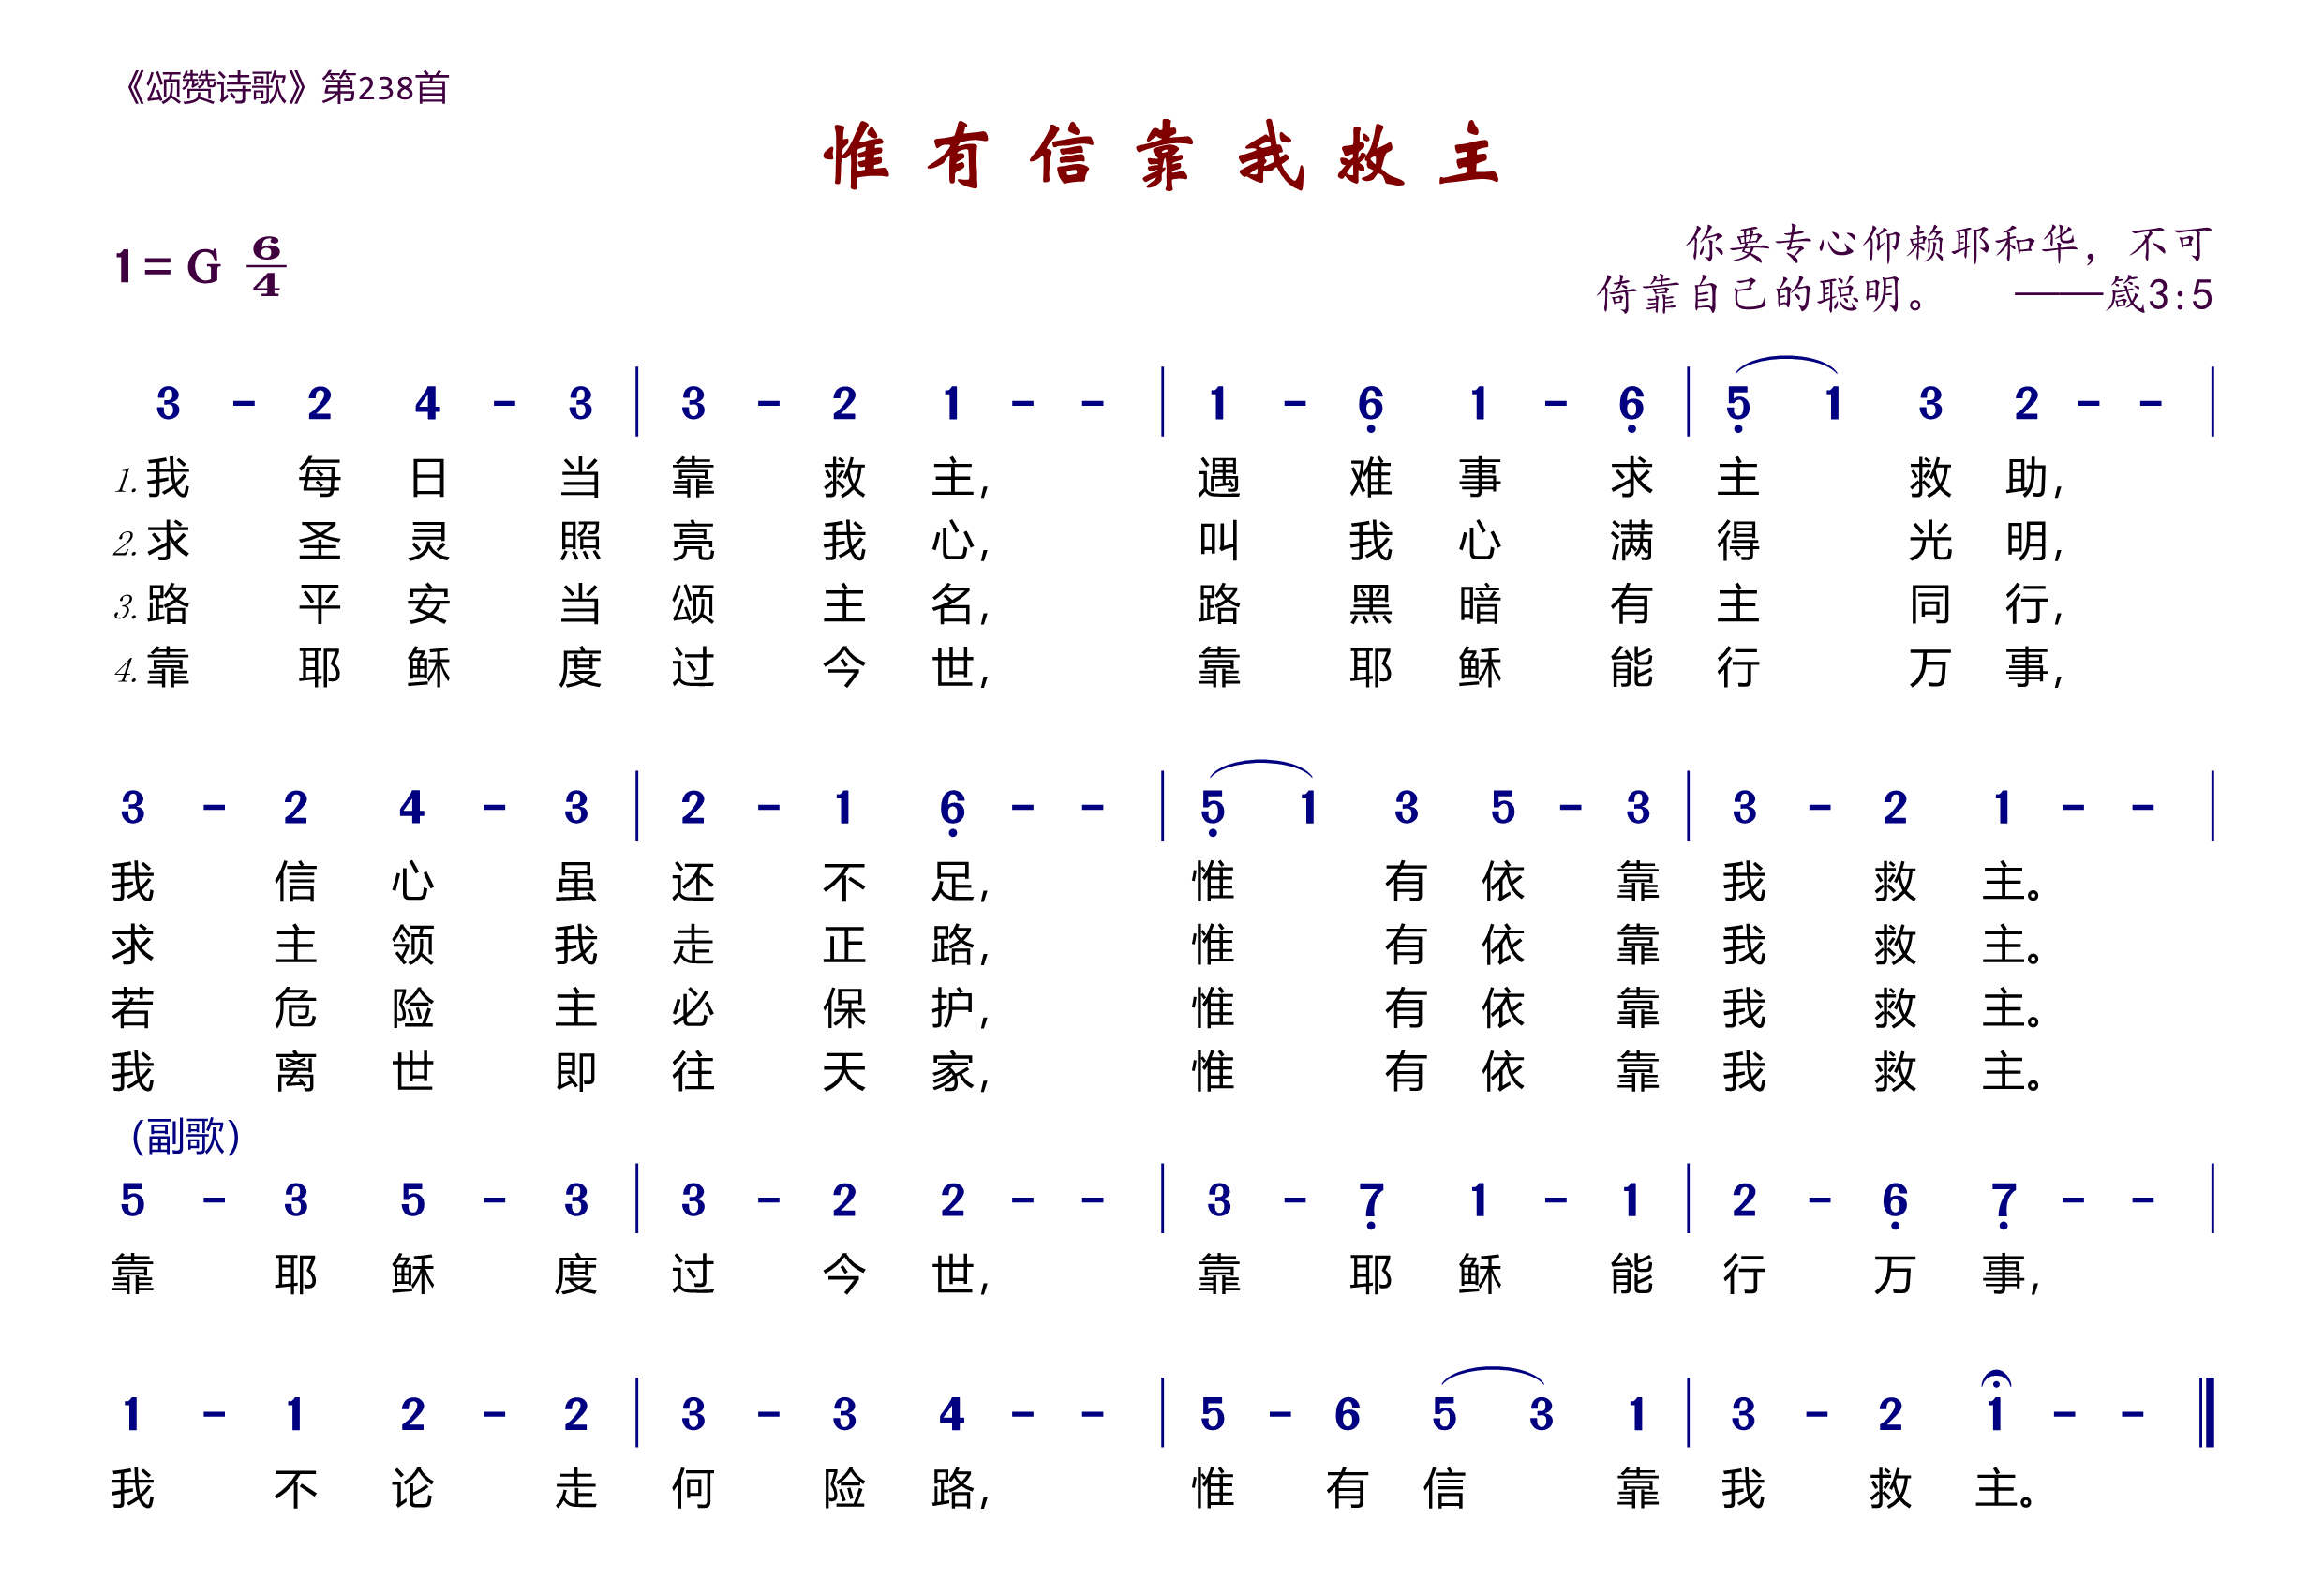 《颂赞诗歌》第238首
惟有信靠我救主
1=G 6/4
你要专心仰赖耶和华，不可
倚靠自己的聪明。 ——箴3:5
3 - 2 4 - 3 | 3 - 2 1 - - | 1 - 6̣ 1 - 6̣ | 5̣ 1 3 2 - - |
1.我每日当靠救主，遇难事求主救助，
2.求圣灵照亮我心，叫我心满得光明，
3.路平安当颂主名，路黑暗有主同行，
4.靠耶稣度过今世，靠耶稣能行万事，
3 - 2 4 - 3 | 2 - 1 6̣ - - | 5̣ 1 3 5 - 3 | 3 - 2 1 - - |
我信心虽还不足，惟有依靠我救主。
求主领我走正路，惟有依靠我救主。
若危险主必保护，惟有依靠我救主。
我离世即往天家，惟有依靠我救主。
(副歌)
5 - 3 5 - 3 | 3 - 2 2 - - | 3 - 7̣ 1 - 1 | 2 - 6̣ 7̣ - - |
靠耶稣度过今世，靠耶稣能行万事，
1 - 1 2 - 2 | 3 - 3 4 - - | 5 - 6 5 3 1 | 3 - 2 1 - - ‖
我不论走何险路，惟有信靠我救主。